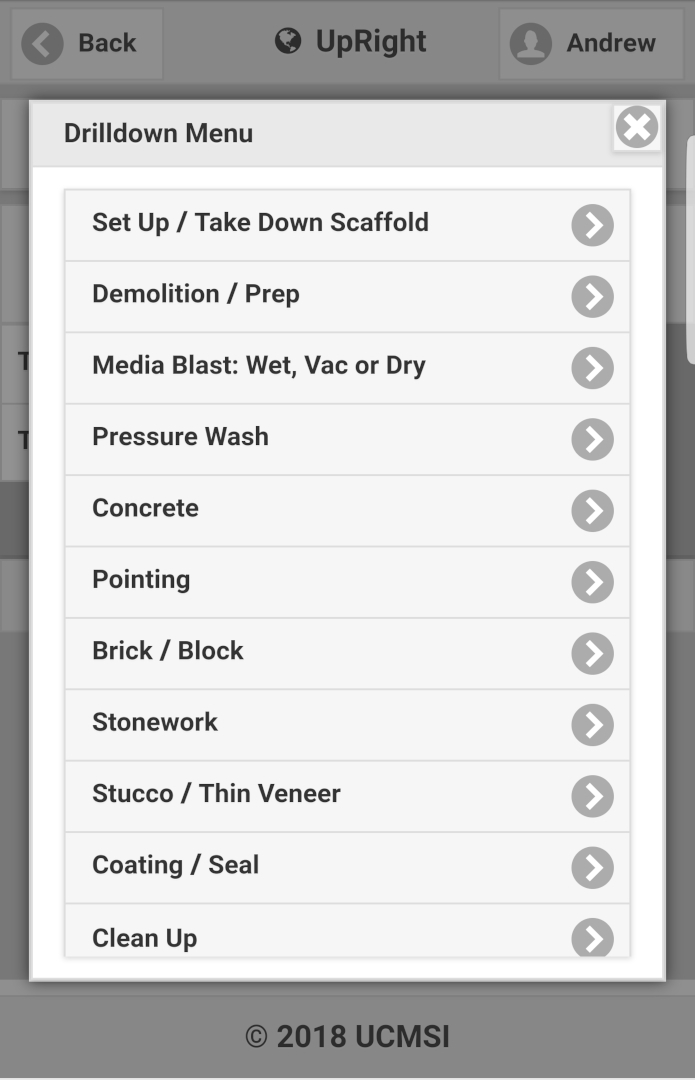 Back
UpRight
Andrew
Drilldown Menu
Set Up / Take Down Scaffold
Demolition / Prep
Media Blast: Wet, Vac or Dry
Pressure Wash
Concrete
Pointing
Brick / Block
Stonework
Stucco / Thin Veneer
Coating / Seal
Clean Up
© 2018 UCMSI